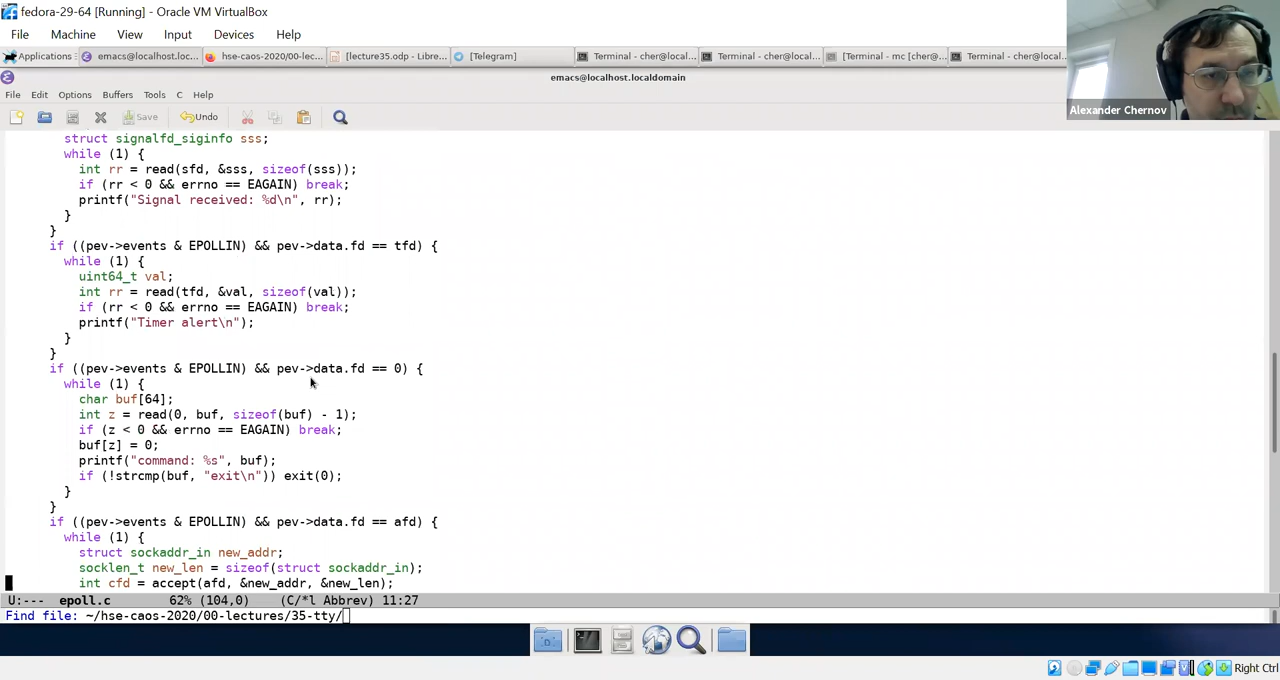 fedora-29-64 [Running] - Oracle VM VirtualBox
File Machine View Input Devices Help
Applications emacs@localhost.loc... hse-caos-2020/00-lec... [lecture35.odp - Libre... [Telegram] Terminal - cher@local... Terminal - cher@local... [Terminal - mc [cher@... Terminal - cher@loc
emacs@localhost.localdomain
Alexander Chernov
File Edit Options Buffers Tools C Help
Save Undo
struct signalfd_siginfo sss;
while (1) {
int rr = read(sfd, &sss, sizeof(sss));
if (rr < 0 && errno == EAGAIN) break;
printf("Signal received: %d\n", rr);
}
}
if ((pev->events & EPOLLIN) && pev->data.fd == tfd) {
while (1) {
uint64_t val;
int rr = read(tfd, &val, sizeof(val));
if (rr < 0 && errno == EAGAIN) break;
printf("Timer alert\n");
}
}
if ((pev->events & EPOLLIN) && pev->data.fd == 0) {
while (1) {
char buf[64];
int z = read(0, buf, sizeof(buf) - 1);
if (z < 0 && errno == EAGAIN) break;
buf[z] = 0;
printf("command: %s", buf);
if (!strcmp(buf, "exit\n")) exit(0);
}
}
if ((pev->events & EPOLLIN) && pev->data.fd == afd) {
while (1) {
struct sockaddr_in new_addr;
socklen_t new_len = sizeof(struct sockaddr_in);
int cfd = accept(afd, &new_addr, &new_len);
U:--- epoll.c 62% (104,0) (C/*l Abbrev) 11:27
Find file: ~/hse-caos-2020/00-lectures/35-tty/
Right Ctrl